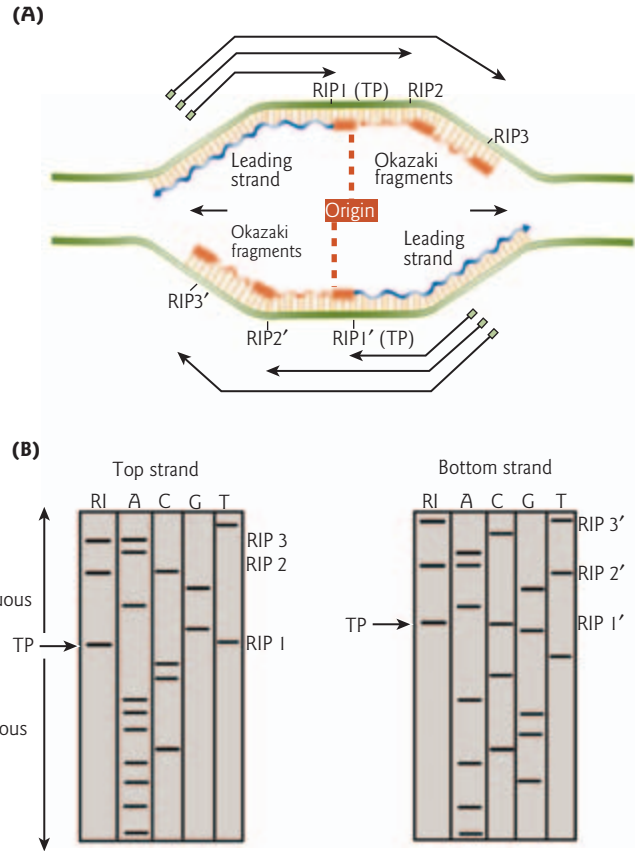 (A)
RIP1 (TP)
RIP2
RIP3
Leading
strand
Okazaki
fragments
Origin
Okazaki
fragments
Leading
strand
RIP3′
RIP2′
RIP1′ (TP)
(B)
Top strand
RI A C G T
RIP 3
RIP 2
uous
TP
RIP 1
ous
Bottom strand
RI A C G T
RIP 3′
RIP 2′
TP
RIP 1′